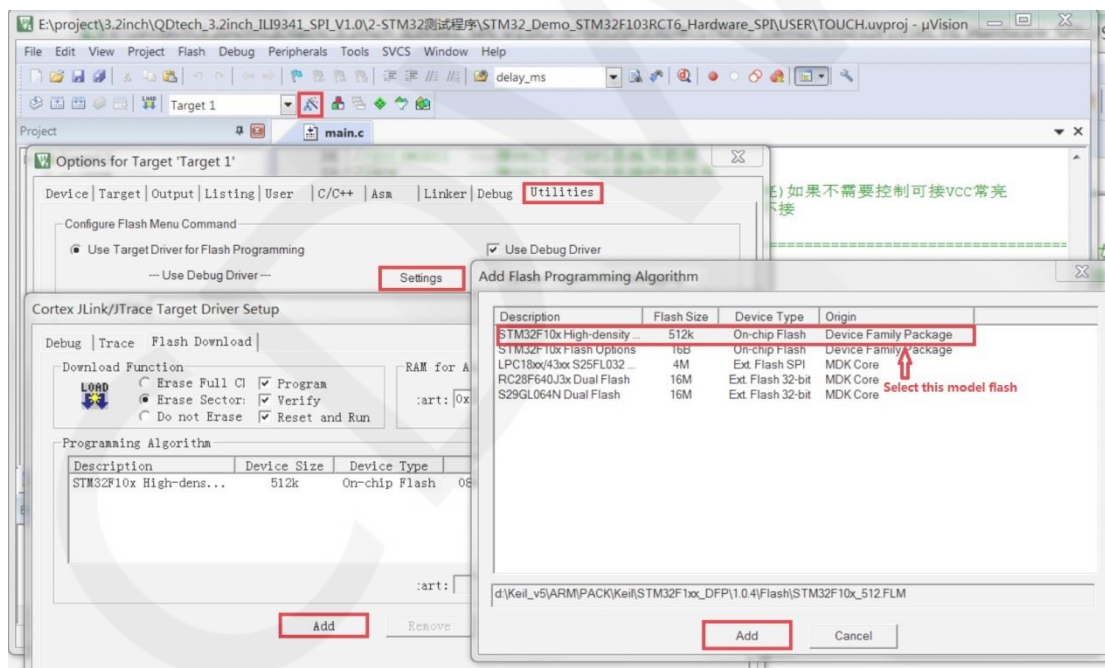 E:\project\3.2inch\QDtech_3.2inch_ILI9341_SPI_V1.0\2-STM32测试程序\STM32_Demo_STM32F103RCT6_Hardware_SPI\USER\TOUCH.uvproj - µVision
File Edit View Project Flash Debug Peripherals Tools SVCS Window Help
delay_ms
LOAD Target 1
Project main.c
Options for Target 'Target 1'
Device Target Output Listing User C/C++ Asm Linker Debug Utilities
如果不需要控制可接VCC常亮
接
Configure Flash Menu Command
Use Target Driver for Flash Programming Use Debug Driver
--- Use Debug Driver --- Settings
Cortex JLink/JTrace Target Driver Setup
Debug Trace Flash Download
Download Function RAM for A
LOAD Erase Full C Program
Erase Sector: Verify :art: 0x
Do not Erase Reset and Run
Programming Algorithm
Description Device Size Device Type
STM32F10x High-dens... 512k On-chip Flash 08
:art:
Add Remove
Add Flash Programming Algorithm
Description Flash Size Device Type Origin
STM32F10x High-density ... 512k On-chip Flash Device Family Package
STM32F10x Flash Options 16B On-chip Flash Device Family Package
LPC18xx/43xx S25FL032 ... 4M Ext. Flash SPI MDK Core
RC28F640J3x Dual Flash 16M Ext. Flash 32-bit MDK Core
S29GL064N Dual Flash 16M Ext. Flash 32-bit MDK Core
Select this model flash
d:\Keil_v5\ARM\PACK\Keil\STM32F1xx_DFP\1.0.4\Flash\STM32F10x_512.FLM
Add Cancel